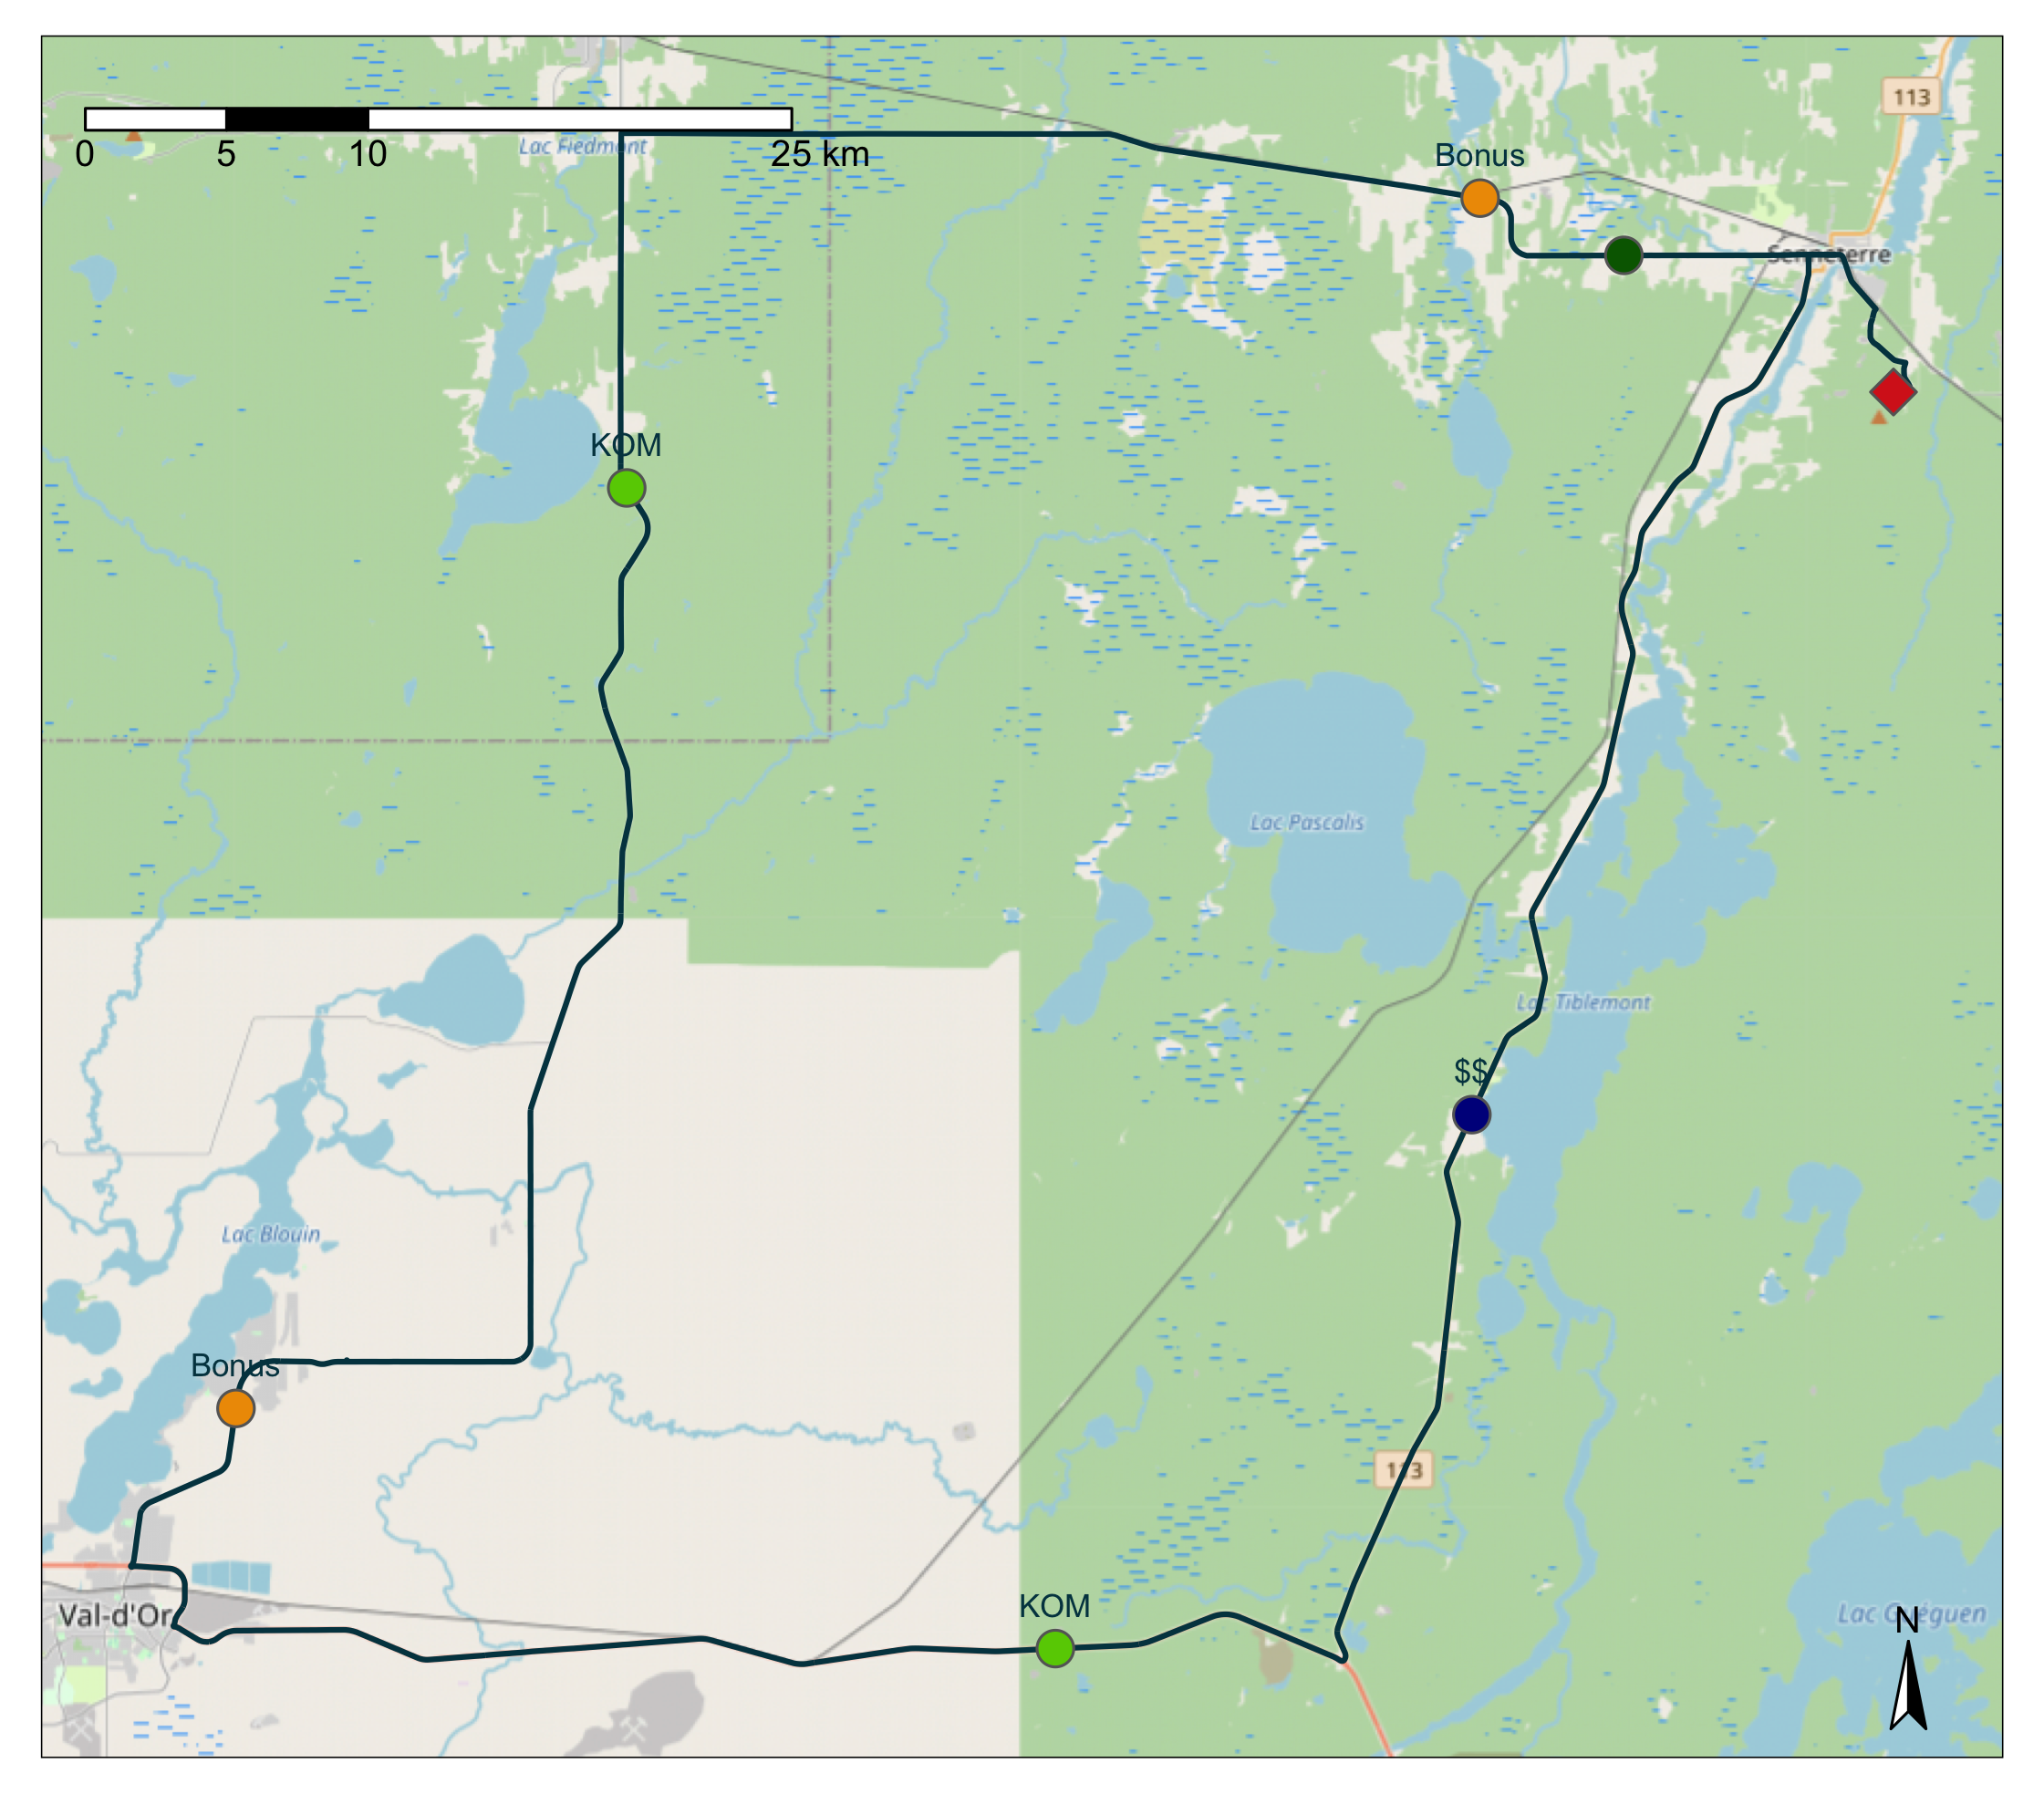 113
Lac Fiedmont
0 5 10 25 km
Bonus
Senneterre
KOM
Lac Pascalis
Lac Tiblemont
$$
Lac Blouin
Bonus
113
KOM
Val-d'Or
Lac Guéguen
N